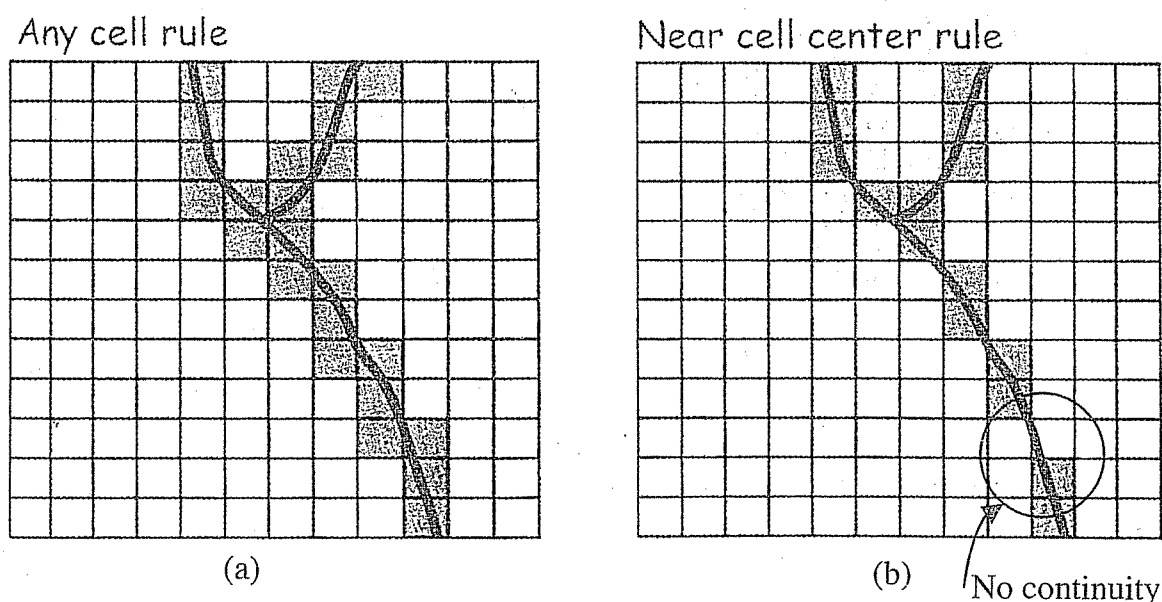 Any cell rule
Near cell center rule
(a)
(b)
No continuity